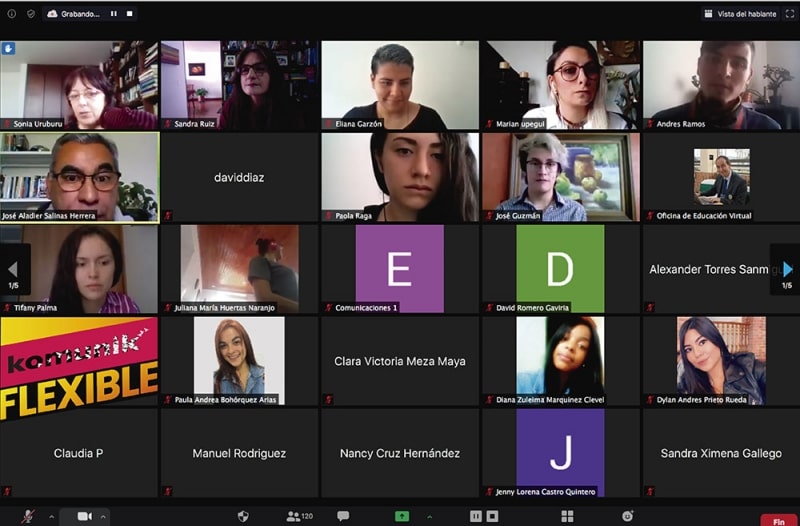 Grabando...
Vista del hablante
Sonia Uruburu
Sandra Ruiz
Eliana Garzón
Marian upegui
Andres Ramos
José Aladier Salinas Herrera
daviddiaz
Paola Raga
José Guzmán
Oficina de Educación Virtual
1/5
Tifany Palma
Juliana María Huertas Naranjo
E
Comunicaciones 1
D
David Romero Gaviria
Alexander Torres Sanm
1/5
komunik
FLEXIBLE
Paula Andrea Bohórquez Arias
Clara Victoria Meza Maya
Diana Zuleima Marquinez Clevel
Dylan Andres Prieto Rueda
Claudia P
Manuel Rodriguez
Nancy Cruz Hernández
J
Jenny Lorena Castro Quintero
Sandra Ximena Gallego
120
Fin